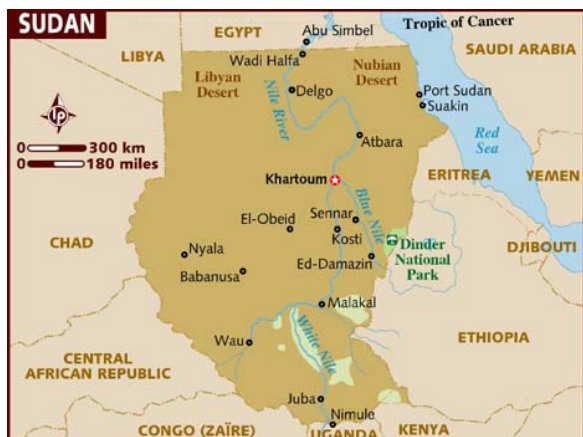 SUDAN
EGYPT
Abu Simbel
Tropic of Cancer
LIBYA
Wadi Halfa
SAUDI ARABIA
Libyan
Desert
Nubian
Desert
Delgo
Port Sudan
Suakin
Nile River
lp
0 300 km
0 180 miles
Atbara
Red
Sea
Khartoum
ERITREA
YEMEN
El-Obeid
Sennar
Blue Nile
Kosti
CHAD
Nyala
Dinder
National
Park
DJIBOUTI
Babanusa
Ed-Damazin
Malakal
Wau
White Nile
ETHIOPIA
CENTRAL
AFRICAN REPUBLIC
Juba
Nimule
CONGO (ZAÏRE)
UGANDA
KENYA